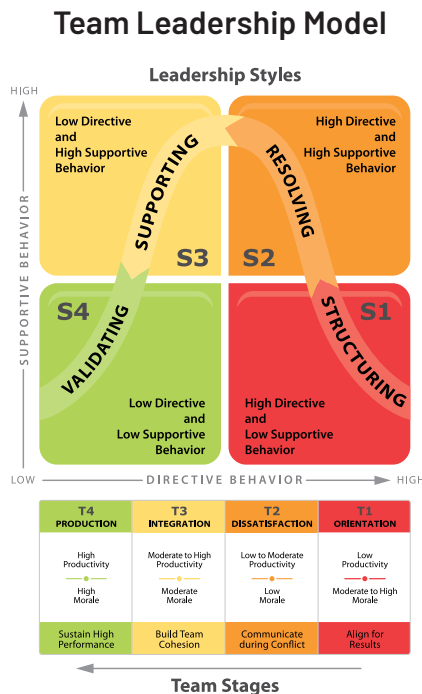 Team Leadership Model
Leadership Styles
HIGH
SUPPORTIVE BEHAVIOR
LOW
DIRECTIVE BEHAVIOR
HIGH
Low Directive
and
High Supportive
Behavior
SUPPORTING
S3
High Directive
and
High Supportive
Behavior
RESOLVING
S2
S4
VALIDATING
Low Directive
and
Low Supportive
Behavior
S1
STRUCTURING
High Directive
and
Low Supportive
Behavior
T4
PRODUCTION
High
Productivity
High
Morale
Sustain High
Performance
T3
INTEGRATION
Moderate to High
Productivity
Moderate
Morale
Build Team
Cohesion
T2
DISSATISFACTION
Low to Moderate
Productivity
Low
Morale
Communicate
during Conflict
T1
ORIENTATION
Low
Productivity
Moderate to High
Morale
Align for
Results
Team Stages